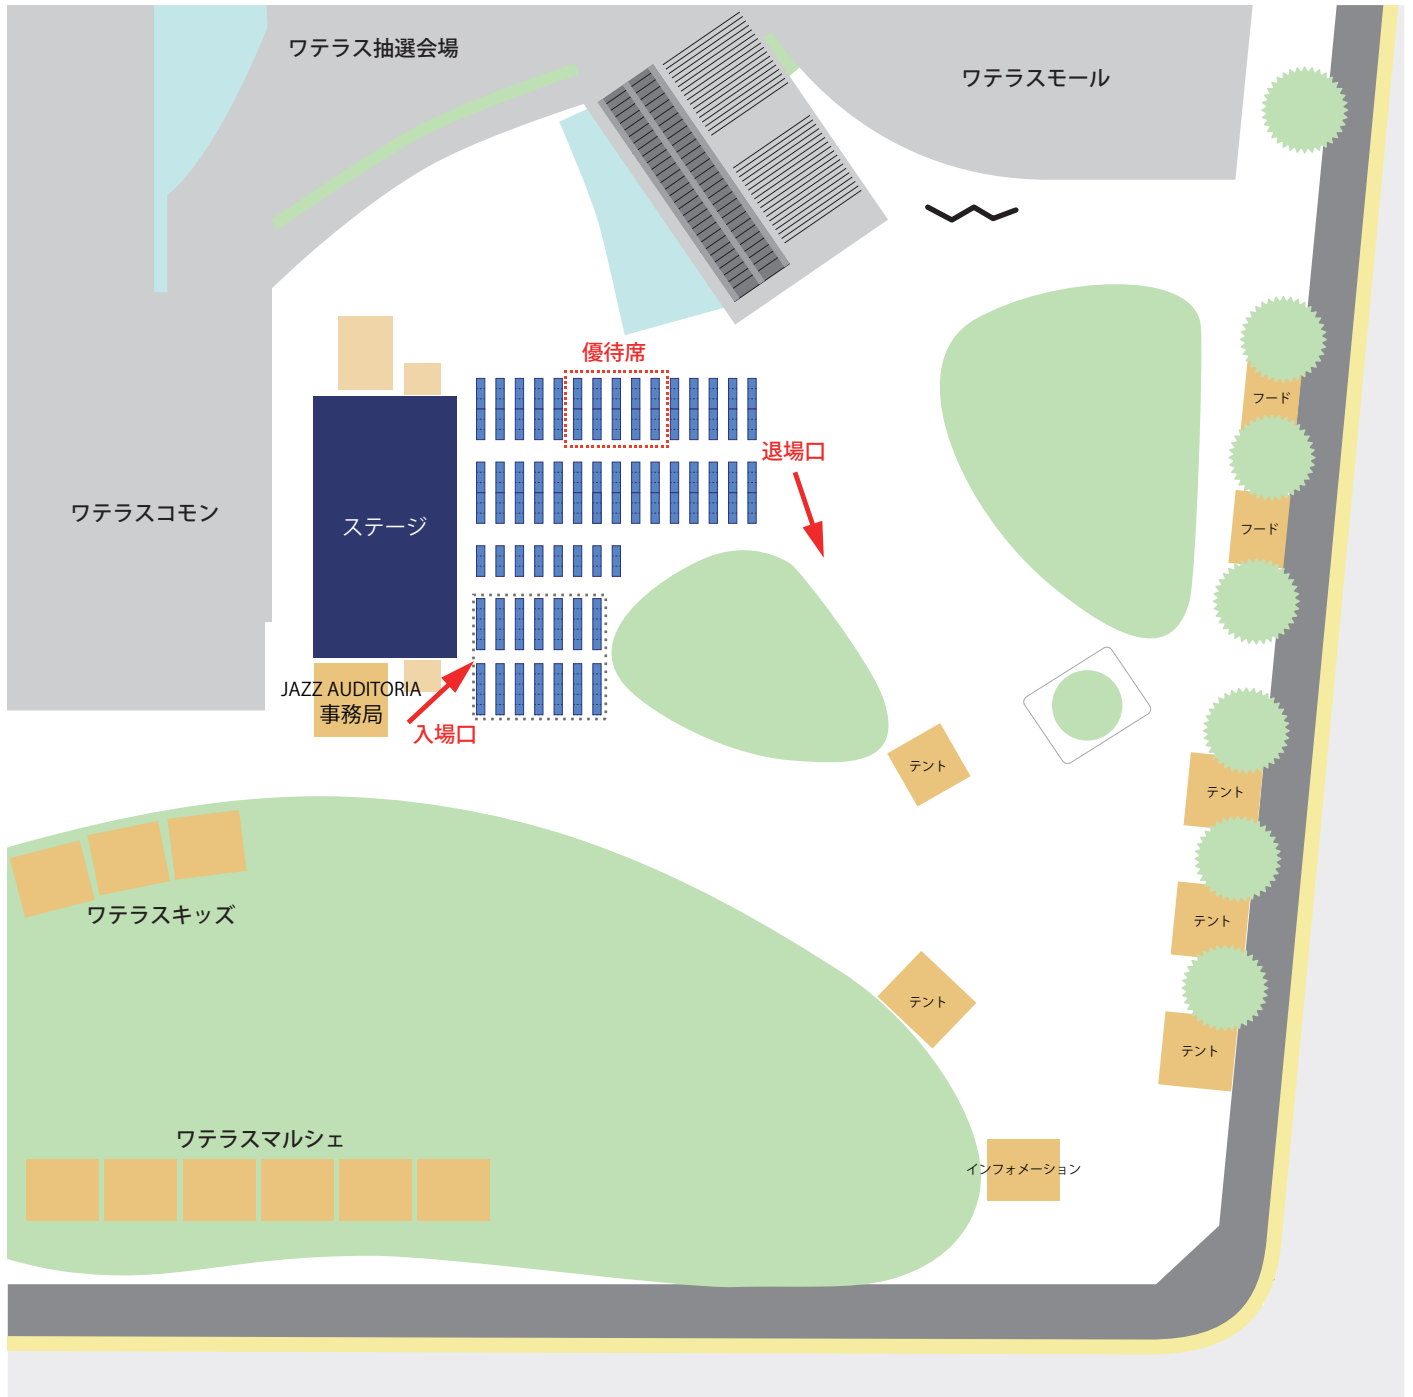 ワテラス抽選会場
ワテラスモール
優待席
フード
退場口
ワテラスコモン
ステージ
フード
JAZZ AUDITORIA
事務局
入場口
テント
テント
ワテラスキッズ
テント
テント
テント
ワテラスマルシェ
インフォメーション